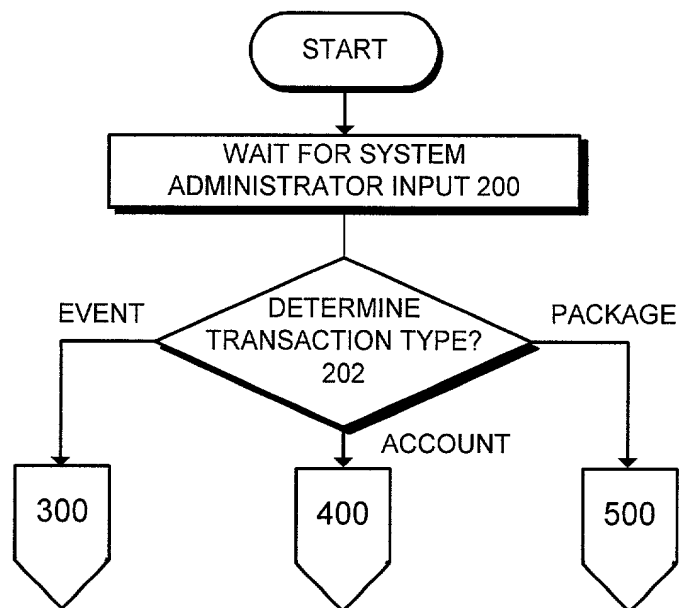 START
WAIT FOR SYSTEM
ADMINISTRATOR INPUT 200
EVENT
DETERMINE
TRANSACTION TYPE?
202
PACKAGE
ACCOUNT
300
400
500